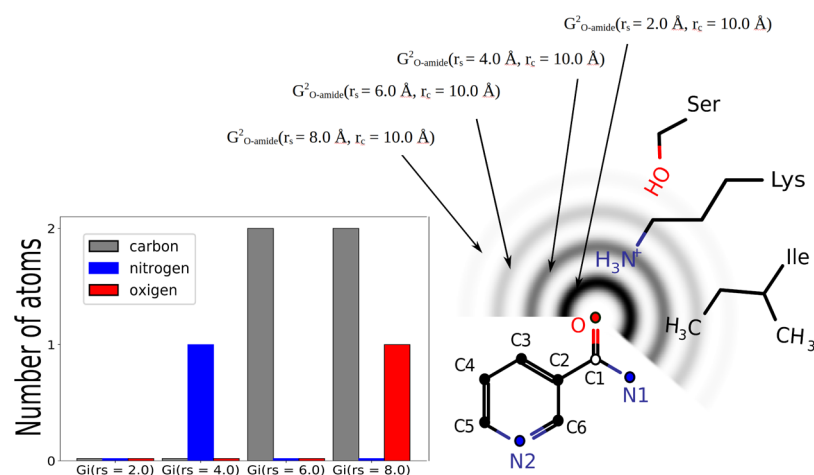 G²O-amide(rs = 2.0 Å, rc = 10.0 Å)
G²O-amide(rs = 4.0 Å, rc = 10.0 Å)
G²O-amide(rs = 6.0 Å, rc = 10.0 Å)
G²O-amide(rs = 8.0 Å, rc = 10.0 Å)
Ser
HO
Lys
H3N+
Ile
H3C
CH3
O
C3
C2
C4
C1
N1
C5
C6
N2
Number of atoms
2
1
0
carbon
nitrogen
oxigen
Gi(rs = 2.0)
Gi(rs = 4.0)
Gi(rs = 6.0)
Gi(rs = 8.0)